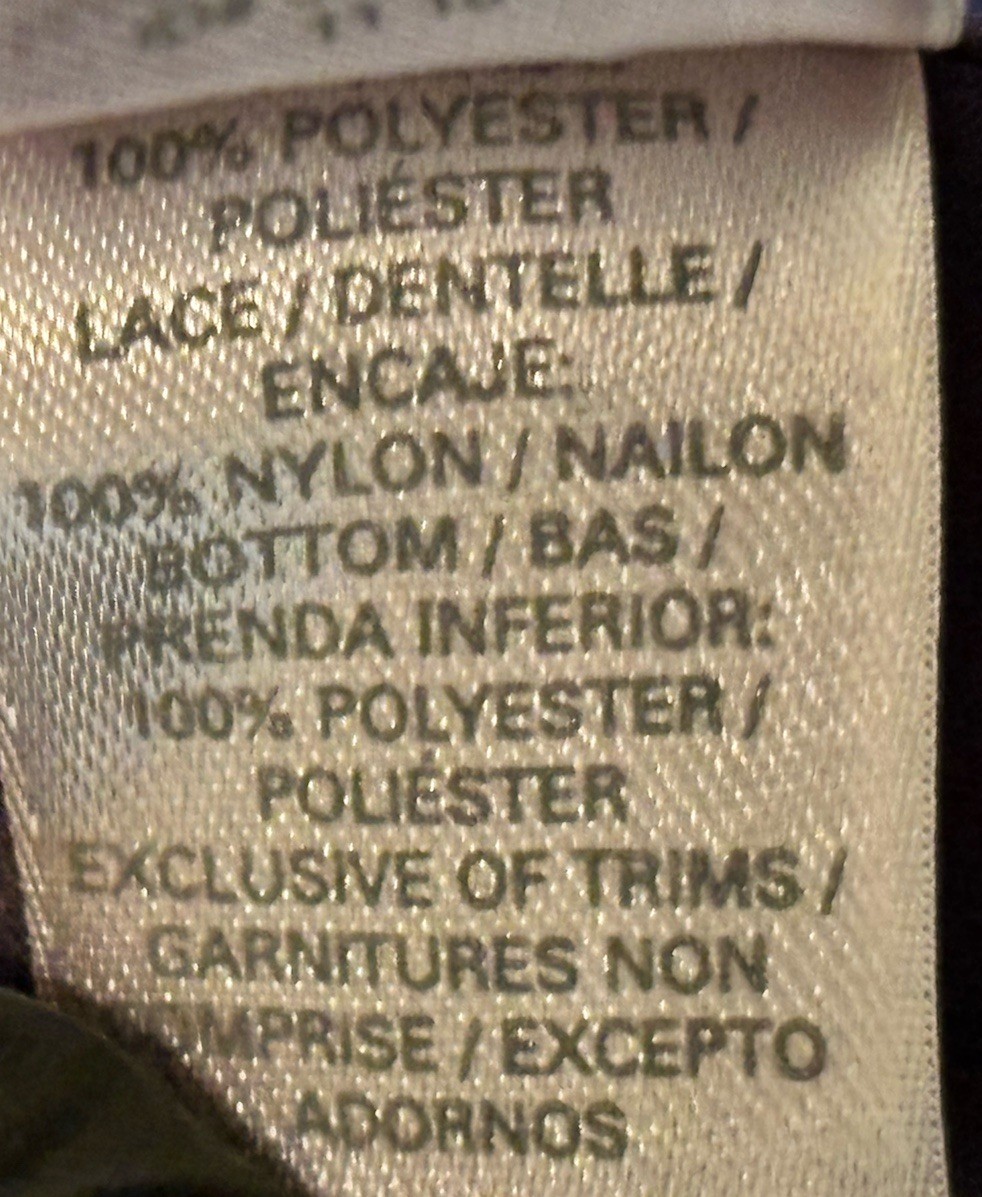 100% POLYESTER /
POLIÉSTER
LACE / DENTELLE /
ENCAJE:
100% NYLON / NAILON
BOTTOM / BAS /
PRENDA INFERIOR:
100% POLYESTER /
POLIÉSTER
EXCLUSIVE OF TRIMS /
GARNITURES NON
/ EXCEPTO
ADORNOS